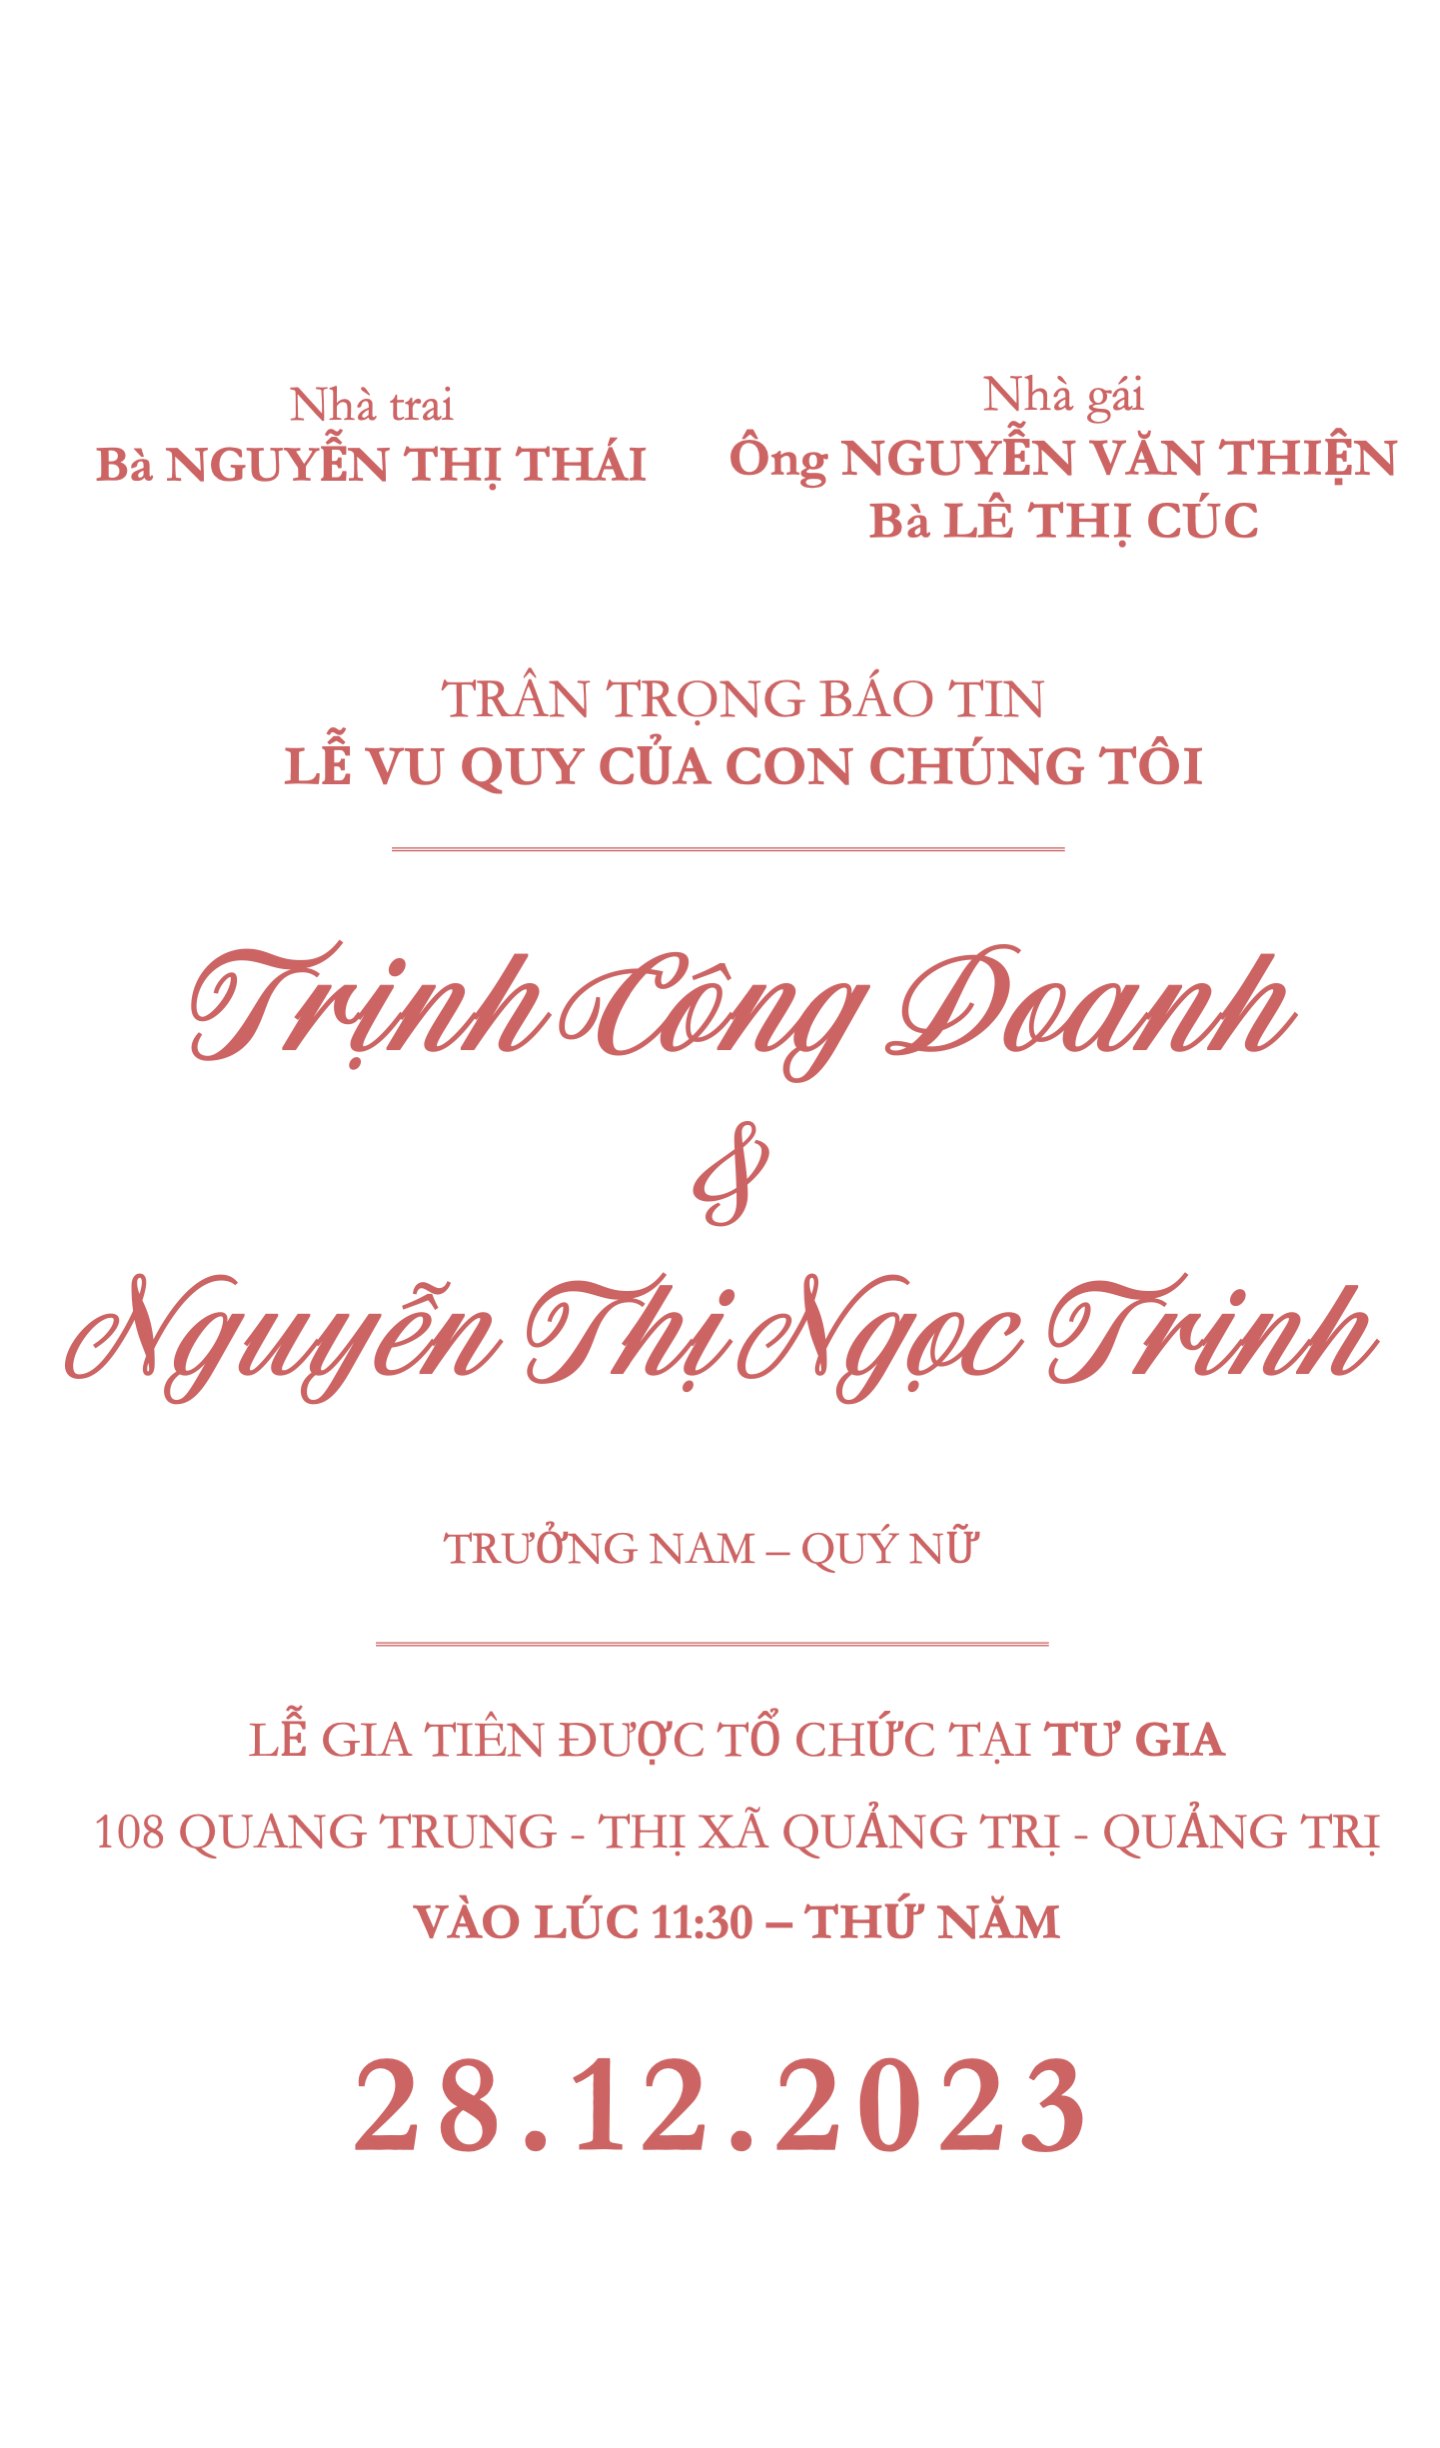 Nhà trai
Bà NGUYỄN THỊ THÁI
Nhà gái
Ông NGUYỄN VĂN THIỆN
Bà LÊ THỊ CÚC
TRÂN TRỌNG BÁO TIN
LỄ VU QUY CỦA CON CHÚNG TÔI
Trịnh Công Doanh
&
Nguyễn Thị Ngọc Trinh
TRƯỞNG NAM – QUÝ NỮ
LỄ GIA TIÊN ĐƯỢC TỔ CHỨC TẠI TƯ GIA
108 QUANG TRUNG - THỊ XÃ QUẢNG TRỊ - QUẢNG TRỊ
VÀO LÚC 11:30 – THỨ NĂM
28.12.2023